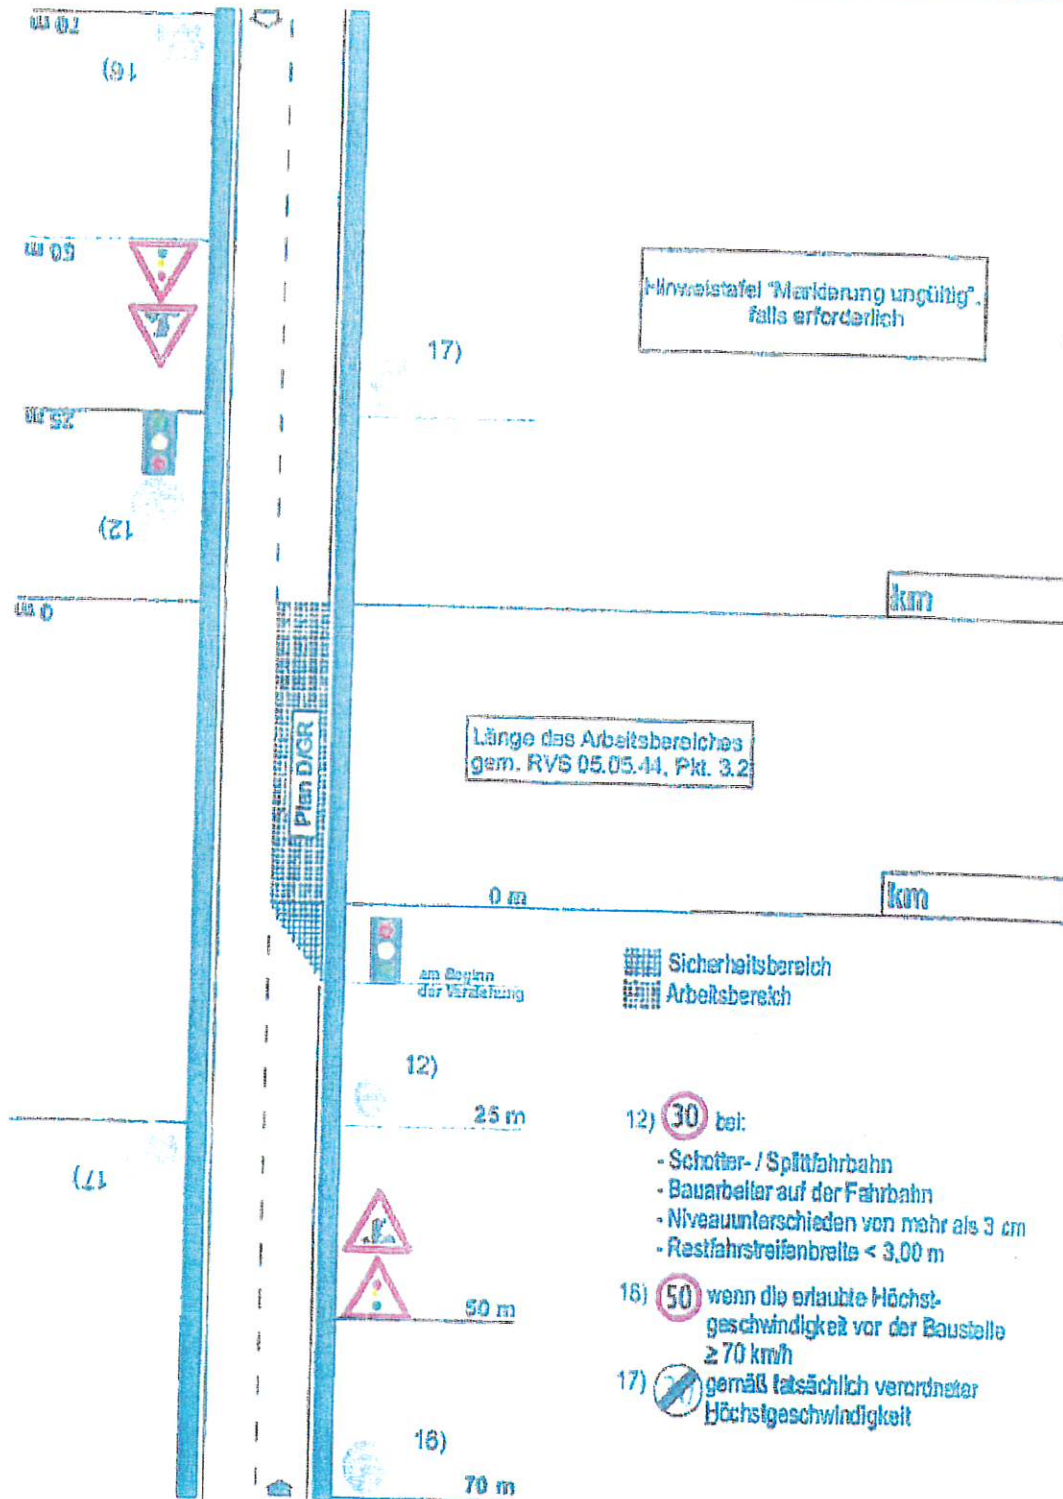 70 m
16)
50 m
Hinweistafel "Markierung ungültig",
falls erforderlich
17)
25 m
12)
0 m
km
Plan D/GR
Länge des Arbeitsbereiches
gem. RVS 05.05.44, Pkt. 3.2
0 m
km
am Beginn
der Verziehung
Sicherheitsbereich
Arbeitsbereich
12)
25 m
17)
12) 30 bei:
- Schotter- / Splittfahrbahn
- Bauarbeiter auf der Fahrbahn
- Niveauunterschieden von mehr als 3 cm
- Restfahrstreifenbreite < 3,00 m
50 m
16) 50 wenn die erlaubte Höchst-
geschwindigkeit vor der Baustelle
≥ 70 km/h
17) gemäß tatsächlich verordneter
Höchstgeschwindigkeit
16)
70 m